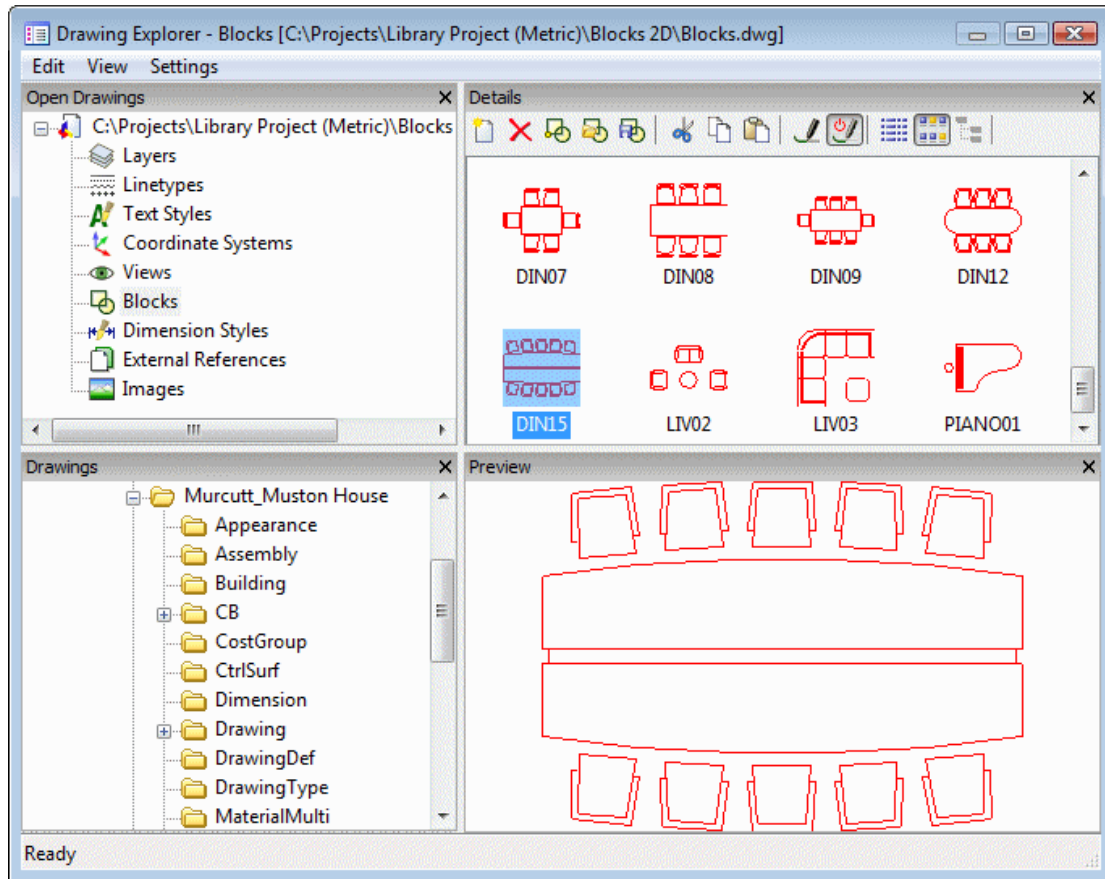 Drawing Explorer - Blocks [C:\Projects\Library Project (Metric)\Blocks 2D\Blocks.dwg]
Edit View Settings
Open Drawings
C:\Projects\Library Project (Metric)\Blocks
Layers
Linetypes
Text Styles
Coordinate Systems
Views
Blocks
Dimension Styles
External References
Images
Details
DIN07 DIN08 DIN09 DIN12
DIN15 LIV02 LIV03 PIANO01
Drawings
Murcutt_Muston House
Appearance
Assembly
Building
CB
CostGroup
CtrlSurf
Dimension
Drawing
DrawingDef
DrawingType
MaterialMulti
Preview
Ready